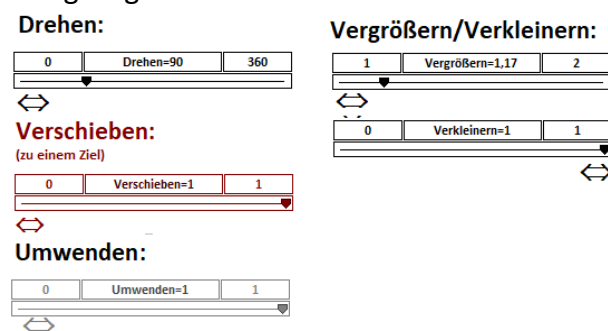 Drehen:
0 Drehen=90 360
Verschieben:
(zu einem Ziel)
0 Verschieben=1 1
Umwenden:
0 Umwenden=1 1
Vergrößern/Verkleinern:
1 Vergrößern=1,17 2
0 Verkleinern=1 1